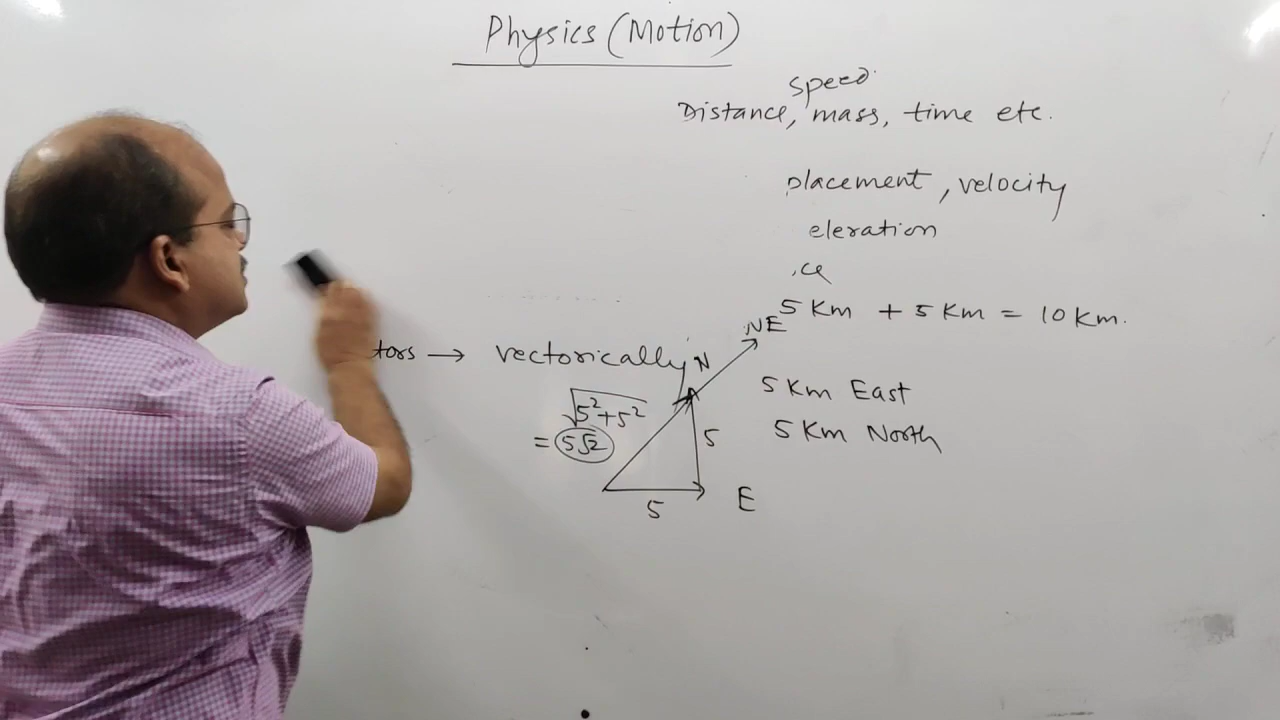 Physics (Motion)
speed
Distance, mass, time etc.
placement, velocity
eleration
ce
5 Km + 5 Km = 10 Km.
NE
tors → vectorically
N
5 Km East
√5²+5²
5 Km North
= 5√2
5
E
5